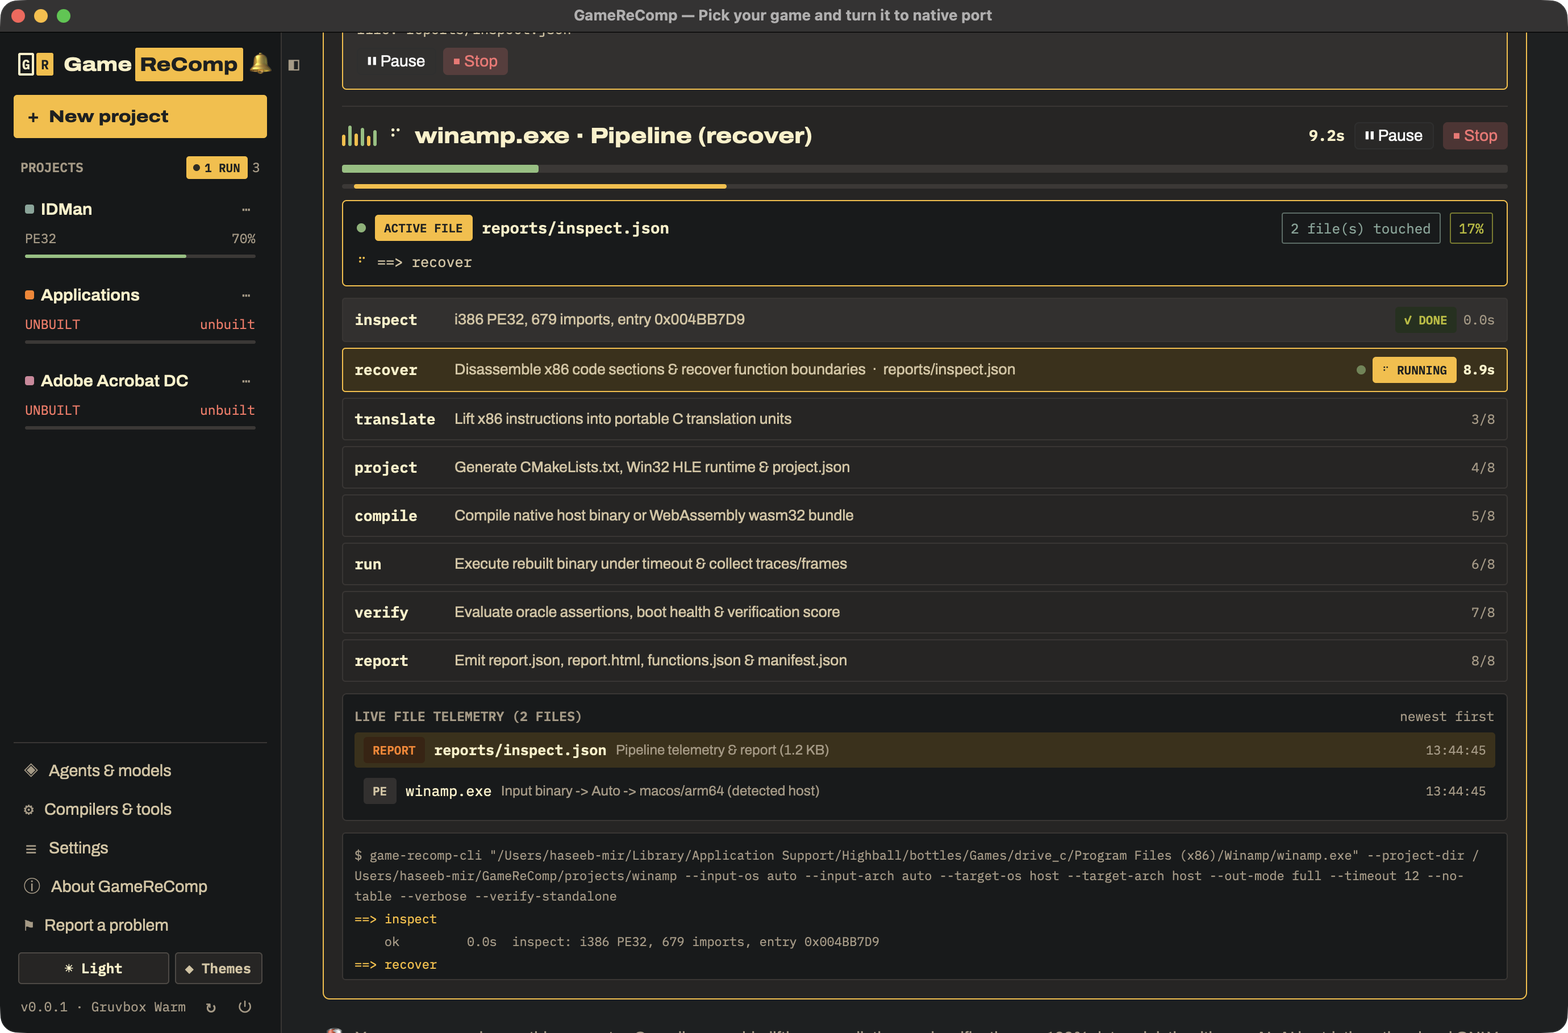 GameReComp — Pick your game and turn it to native port
G R Game ReComp
+ New project
PROJECTS 1 RUN 3
IDMan ...
PE32 70%
Applications ...
UNBUILT unbuilt
Adobe Acrobat DC ...
UNBUILT unbuilt
Agents & models
Compilers & tools
Settings
About GameReComp
Report a problem
Light Themes
v0.0.1 · Gruvbox Warm
Pause Stop
winamp.exe · Pipeline (recover) 9.2s Pause Stop
ACTIVE FILE reports/inspect.json 2 file(s) touched 17%
==> recover
inspect i386 PE32, 679 imports, entry 0x004BB7D9 ✓ DONE 0.0s
recover Disassemble x86 code sections & recover function boundaries · reports/inspect.json RUNNING 8.9s
translate Lift x86 instructions into portable C translation units 3/8
project Generate CMakeLists.txt, Win32 HLE runtime & project.json 4/8
compile Compile native host binary or WebAssembly wasm32 bundle 5/8
run Execute rebuilt binary under timeout & collect traces/frames 6/8
verify Evaluate oracle assertions, boot health & verification score 7/8
report Emit report.json, report.html, functions.json & manifest.json 8/8
LIVE FILE TELEMETRY (2 FILES) newest first
REPORT reports/inspect.json Pipeline telemetry & report (1.2 KB) 13:44:45
PE winamp.exe Input binary -> Auto -> macos/arm64 (detected host) 13:44:45
$ game-recomp-cli "/Users/haseeb-mir/Library/Application Support/Highball/bottles/Games/drive_c/Program Files (x86)/Winamp/winamp.exe" --project-dir /
Users/haseeb-mir/GameReComp/projects/winamp --input-os auto --input-arch auto --target-os host --target-arch host --out-mode full --timeout 12 --no-
table --verbose --verify-standalone
==> inspect
ok 0.0s inspect: i386 PE32, 679 imports, entry 0x004BB7D9
==> recover